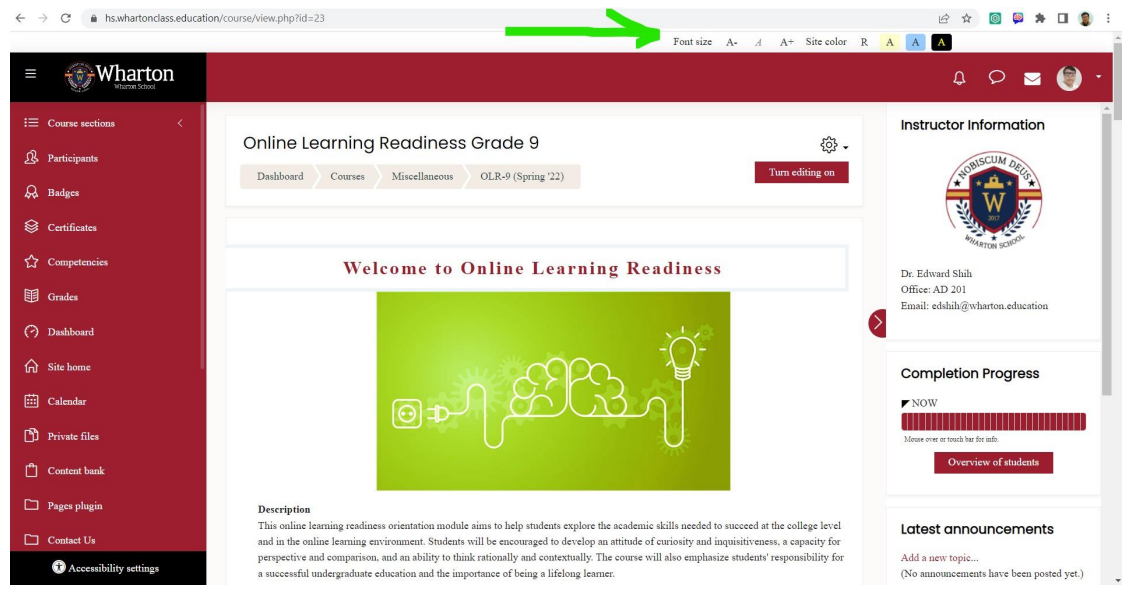 hs.whartonclass.education/course/view.php?id=23
Font size A- A A+ Site color R A A A
Wharton
Wharton School
Course sections
Participants
Badges
Certificates
Competencies
Grades
Dashboard
Site home
Calendar
Private files
Content bank
Pages plugin
Contact Us
Accessibility settings
Online Learning Readiness Grade 9
Dashboard Courses Miscellaneous OLR-9 (Spring '22)
Turn editing on
Welcome to Online Learning Readiness
Description
This online learning readiness orientation module aims to help students explore the academic skills needed to succeed at the college level
and in the online learning environment. Students will be encouraged to develop an attitude of curiosity and inquisitiveness, a capacity for
perspective and comparison, and an ability to think rationally and contextually. The course will also emphasize students' responsibility for
a successful undergraduate education and the importance of being a lifelong learner.
Instructor Information
NOBISCUM DEUS
W
2017
WHARTON SCHOOL
Dr. Edward Shih
Office: AD 201
Email: edshih@wharton.education
Completion Progress
NOW
Mouse over or touch bar for info.
Overview of students
Latest announcements
Add a new topic...
(No announcements have been posted yet.)